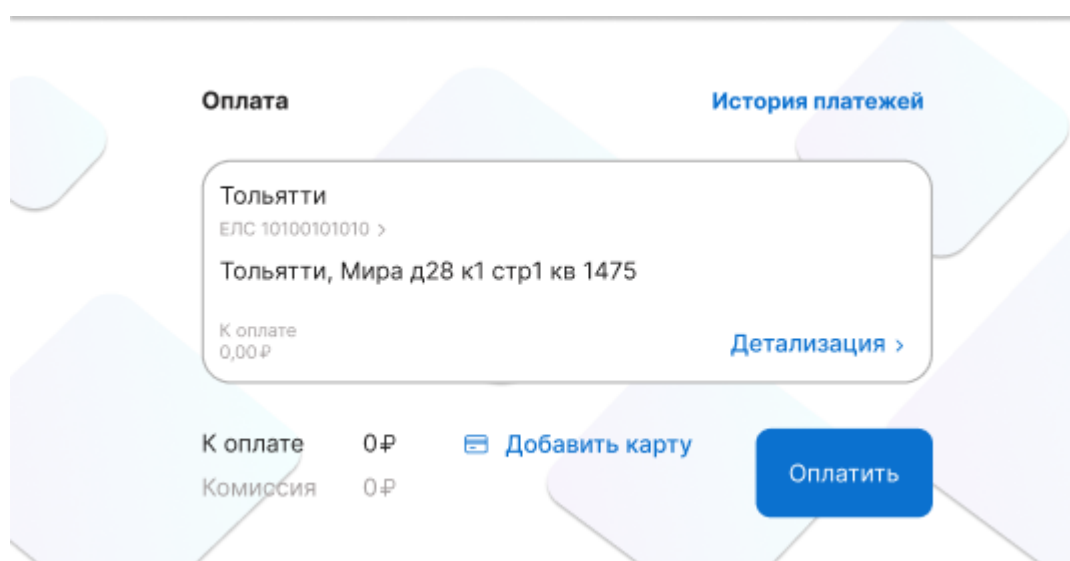 Оплата
История платежей
Тольятти
ЕЛС 10100101010 >
Тольятти, Мира д28 к1 стр1 кв 1475
К оплате
0,00 ₽
Детализация >
К оплате 0 ₽
Добавить карту
Комиссия 0 ₽
Оплатить